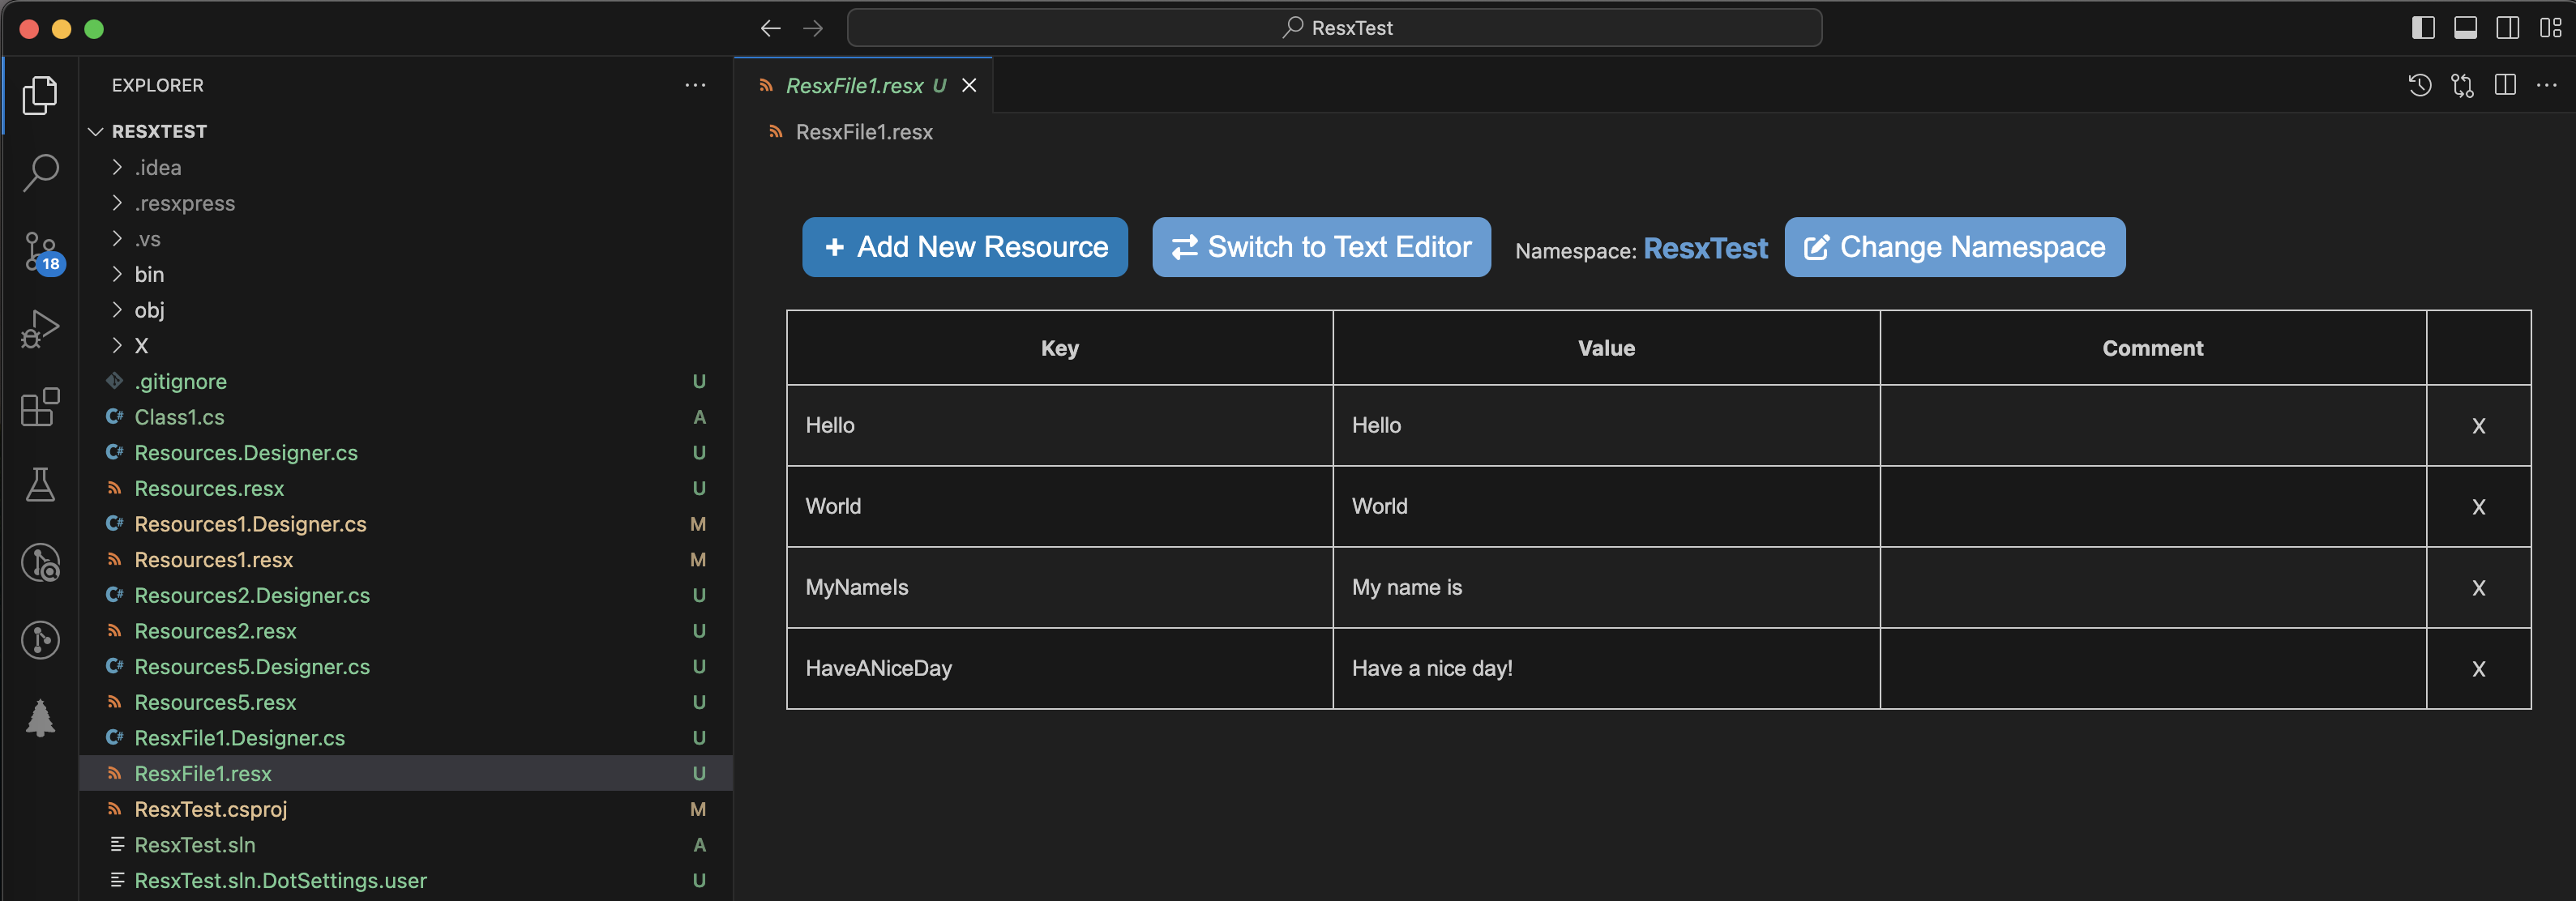 ResxTest
EXPLORER
RESXTEST
.idea
.resxpress
.vs
bin
obj
X
.gitignore U
C# Class1.cs A
C# Resources.Designer.cs U
Resources.resx U
C# Resources1.Designer.cs M
Resources1.resx M
C# Resources2.Designer.cs U
Resources2.resx U
C# Resources5.Designer.cs U
Resources5.resx U
C# ResxFile1.Designer.cs U
ResxFile1.resx U
ResxTest.csproj M
ResxTest.sln A
ResxTest.sln.DotSettings.user U
18
ResxFile1.resx U
ResxFile1.resx
+ Add New Resource
Switch to Text Editor
Namespace: ResxTest
Change Namespace
Key Value Comment
Hello Hello X
World World X
MyNameIs My name is X
HaveANiceDay Have a nice day! X